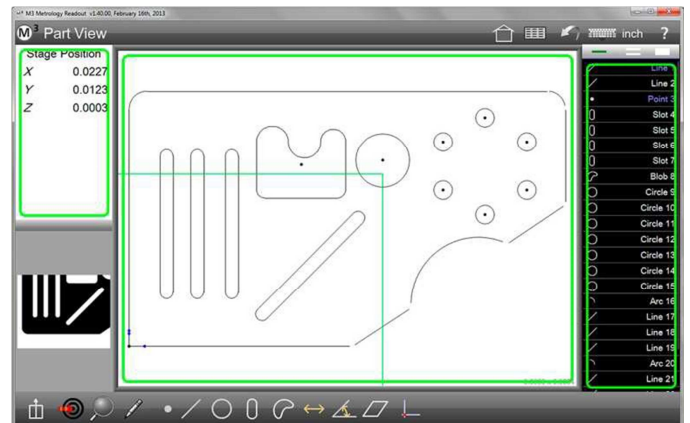 M3 Metrology Readout v1.40.00, February 16th, 2013
M3 Part View
inch ?
Stage Position
X 0.0227
Y 0.0123
Z 0.0003
Line
Line 2
Point 3
Slot 4
Slot 5
Slot 6
Slot 7
Blob 8
Circle 9
Circle 10
Circle 11
Circle 12
Circle 13
Circle 14
Circle 15
Arc 16
Line 17
Line 18
Line 19
Arc 20
Line 21